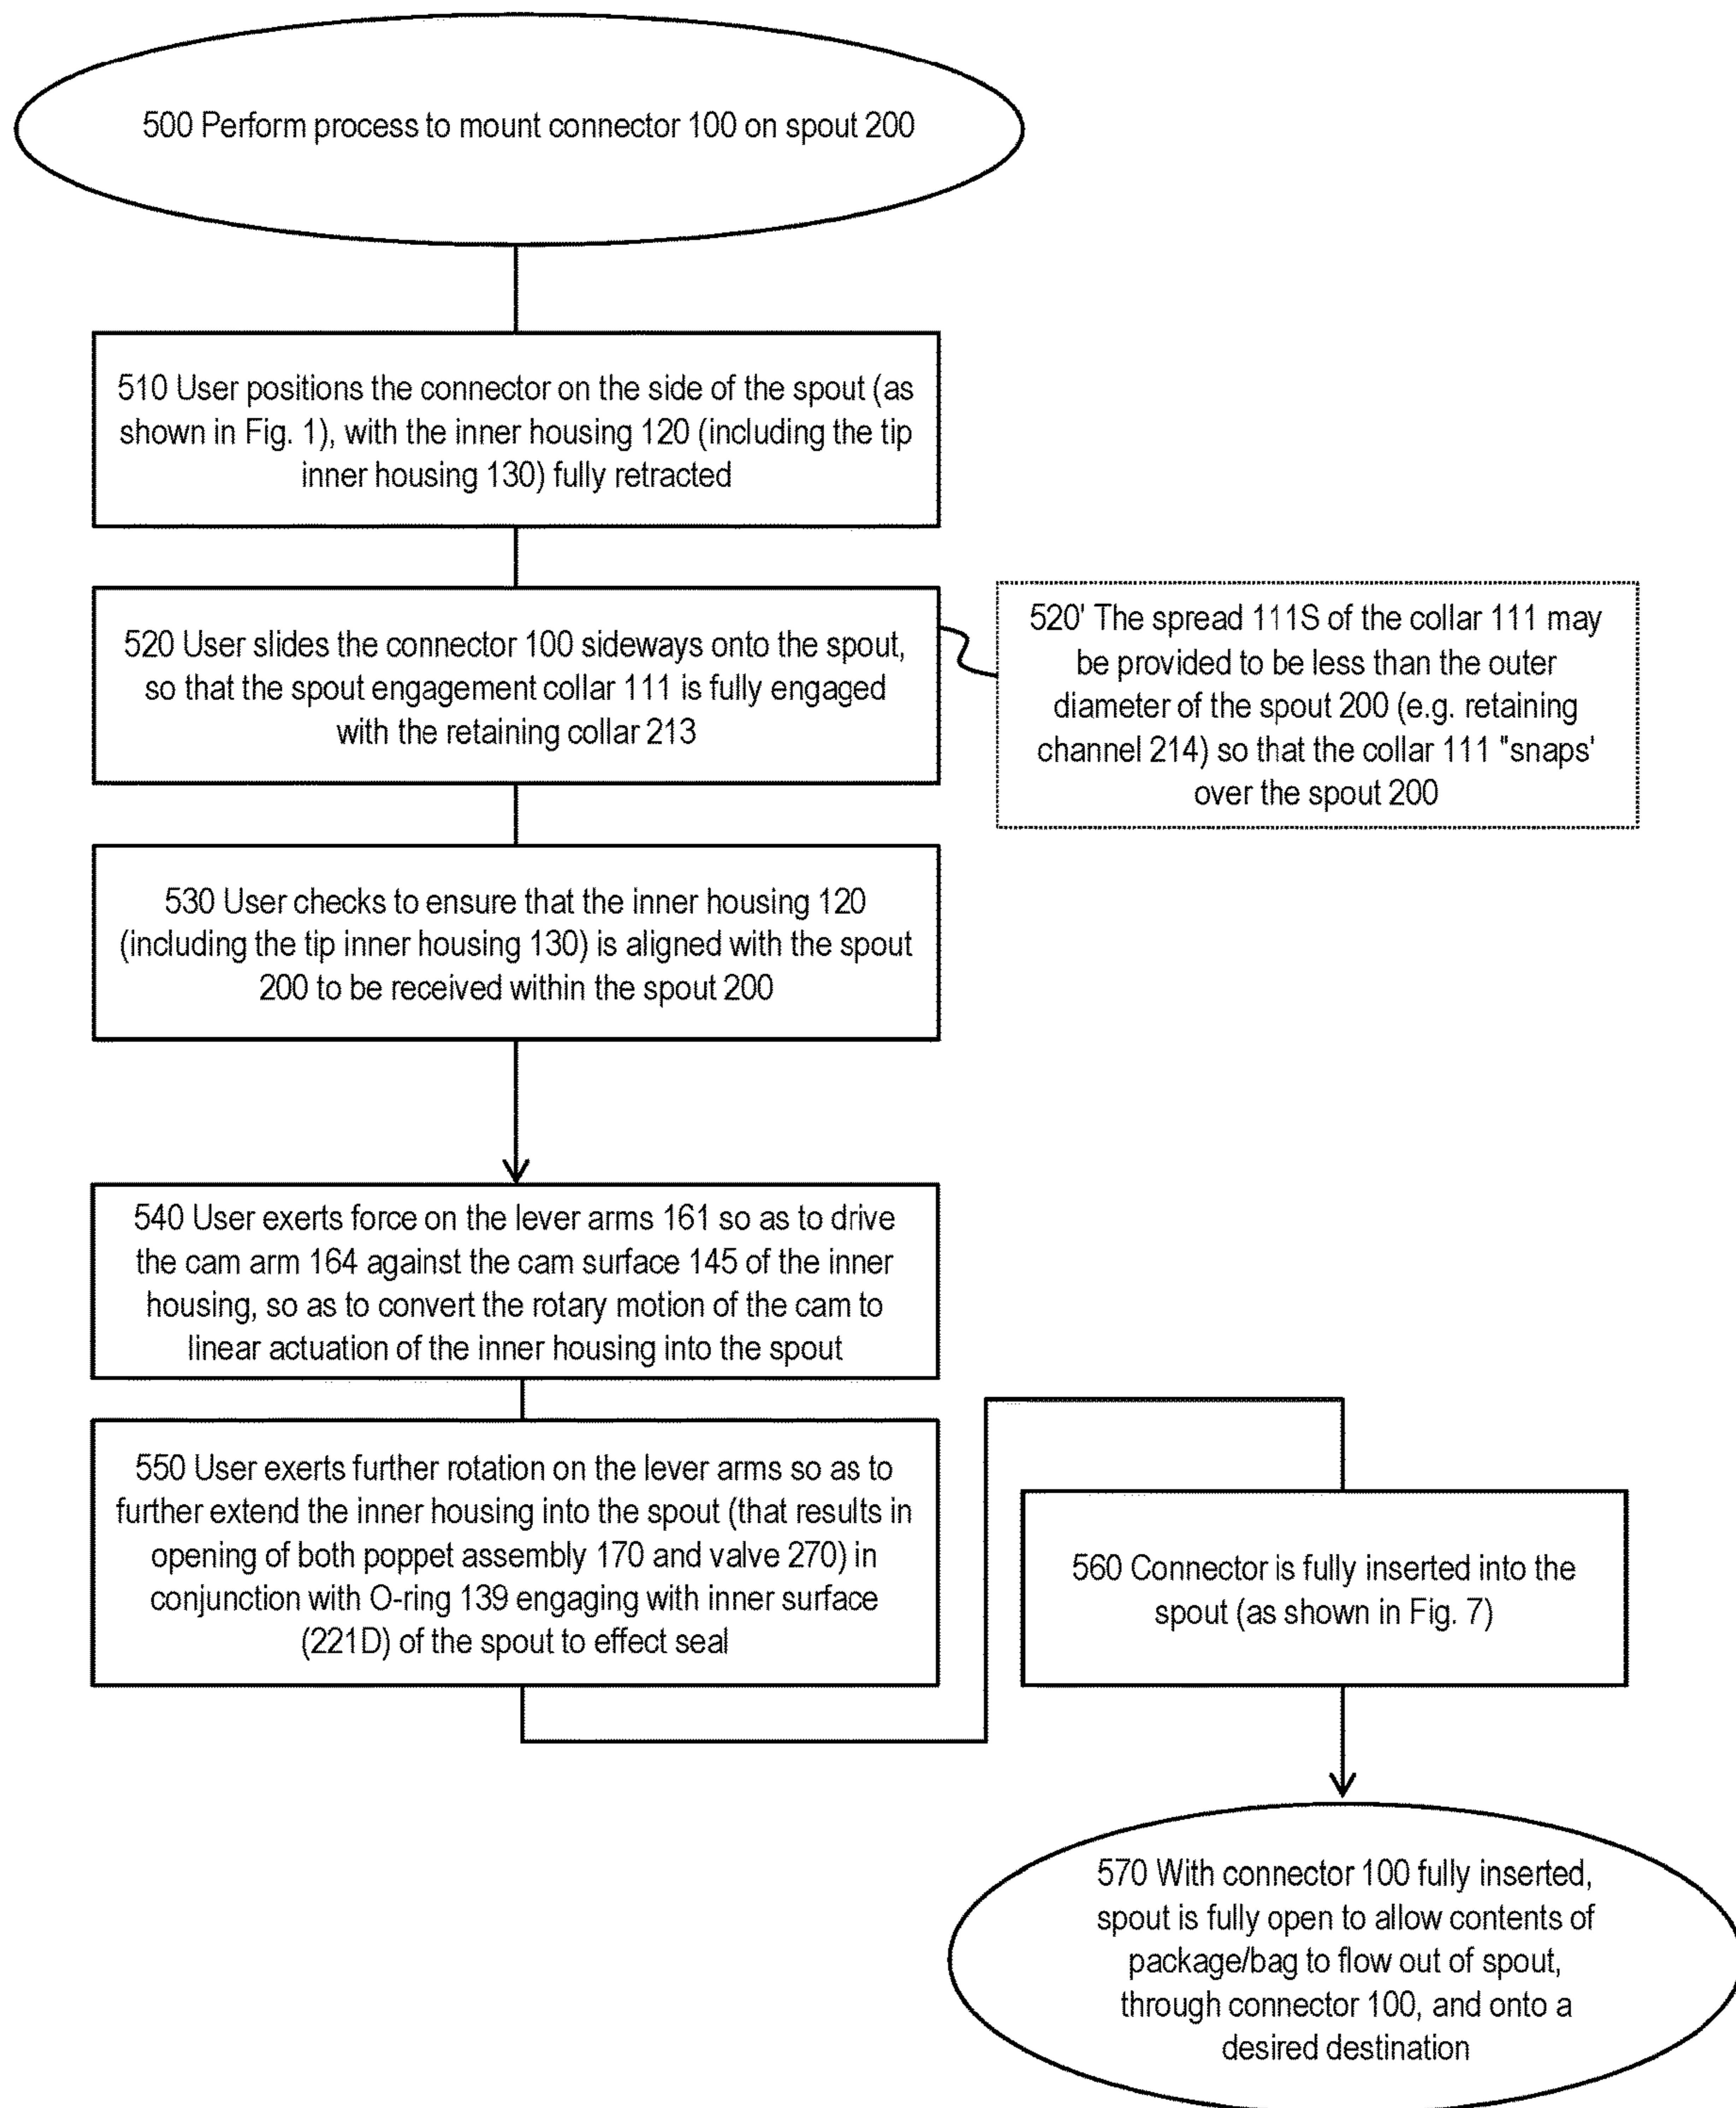 500 Perform process to mount connector 100 on spout 200
510 User positions the connector on the side of the spout (as
shown in Fig. 1), with the inner housing 120 (including the tip
inner housing 130) fully retracted
520 User slides the connector 100 sideways onto the spout,
so that the spout engagement collar 111 is fully engaged
with the retaining collar 213
520' The spread 111S of the collar 111 may
be provided to be less than the outer
diameter of the spout 200 (e.g. retaining
channel 214) so that the collar 111 "snaps'
over the spout 200
530 User checks to ensure that the inner housing 120
(including the tip inner housing 130) is aligned with the spout
200 to be received within the spout 200
540 User exerts force on the lever arms 161 so as to drive
the cam arm 164 against the cam surface 145 of the inner
housing, so as to convert the rotary motion of the cam to
linear actuation of the inner housing into the spout
550 User exerts further rotation on the lever arms so as to
further extend the inner housing into the spout (that results in
opening of both poppet assembly 170 and valve 270) in
conjunction with O-ring 139 engaging with inner surface
(221D) of the spout to effect seal
560 Connector is fully inserted into the
spout (as shown in Fig. 7)
570 With connector 100 fully inserted,
spout is fully open to allow contents of
package/bag to flow out of spout,
through connector 100, and onto a
desired destination